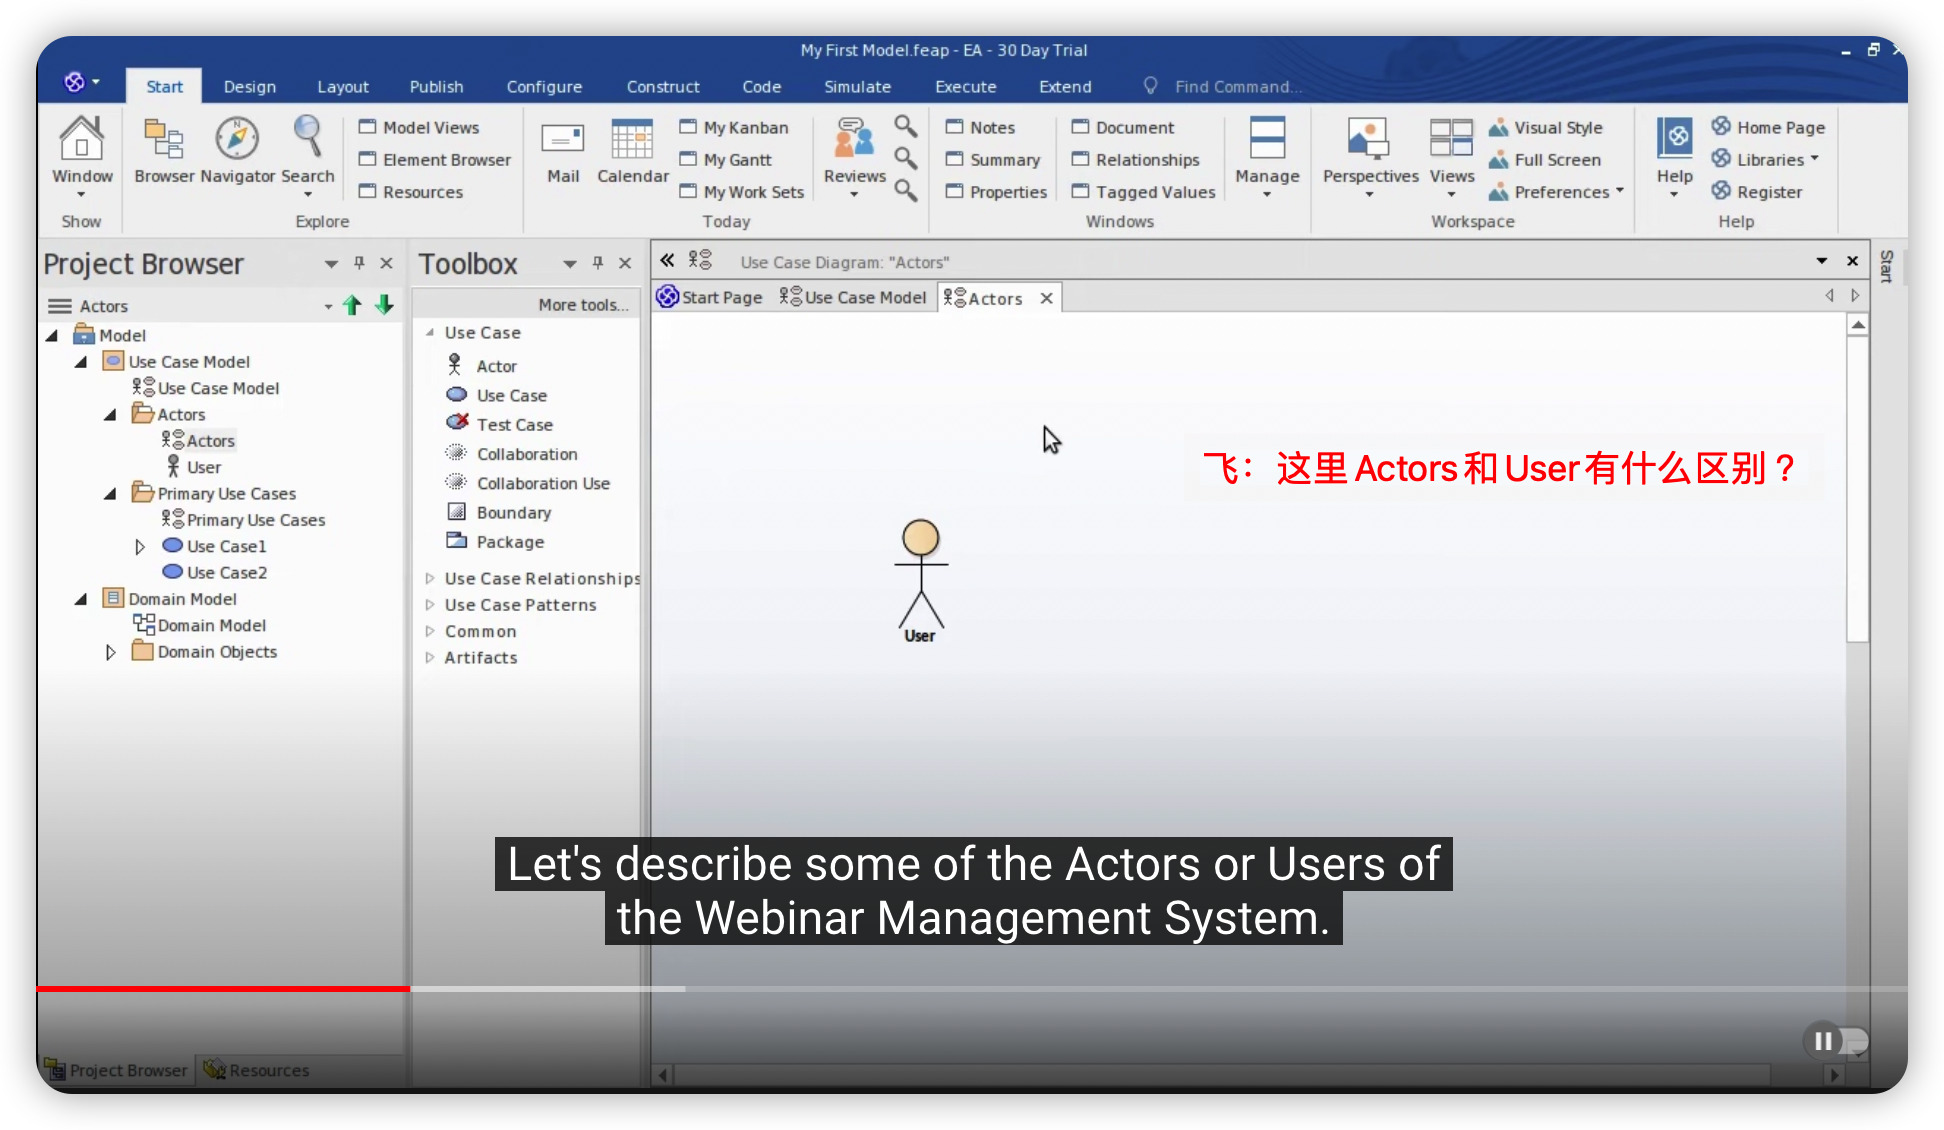 My First Model.feap - EA - 30 Day Trial
Start Design Layout Publish Configure Construct Code Simulate Execute Extend Find Command...
Window
Show
Browser Navigator Search
Model Views
Element Browser
Resources
Explore
Mail Calendar
My Kanban
My Gantt
My Work Sets
Today
Reviews
Notes
Summary
Properties
Document
Relationships
Tagged Values
Windows
Manage
Perspectives Views
Visual Style
Full Screen
Preferences
Workspace
Help
Home Page
Libraries
Register
Help
Project Browser
Actors
Model
Use Case Model
Use Case Model
Actors
Actors
User
Primary Use Cases
Primary Use Cases
Use Case1
Use Case2
Domain Model
Domain Model
Domain Objects
Project Browser Resources
Toolbox
More tools...
Use Case
Actor
Use Case
Test Case
Collaboration
Collaboration Use
Boundary
Package
Use Case Relationships
Use Case Patterns
Common
Artifacts
Use Case Diagram: "Actors"
Start Page Use Case Model Actors
Start
飞：这里Actors和User有什么区别？
User
Let's describe some of the Actors or Users of
the Webinar Management System.